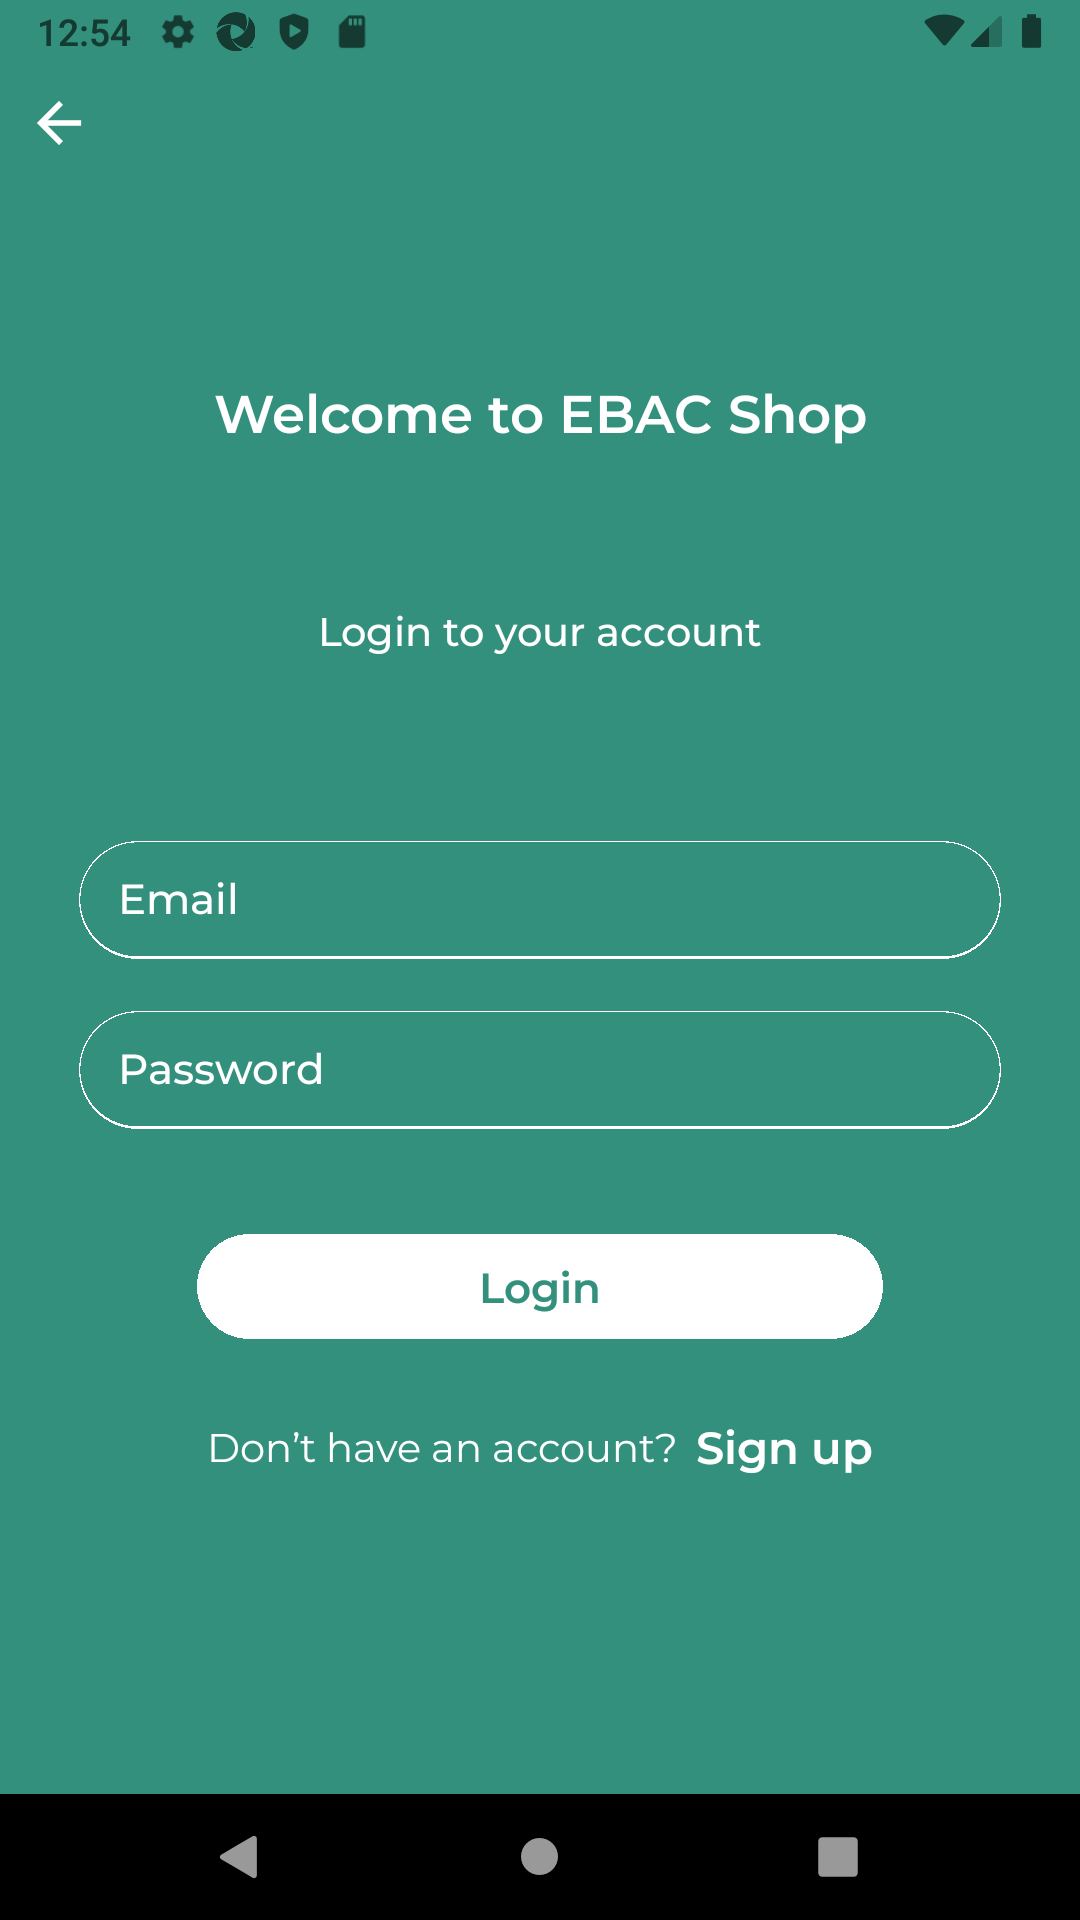 12:54
Welcome to EBAC Shop
Login to your account
Email
Password
Login
Don’t have an account? Sign up